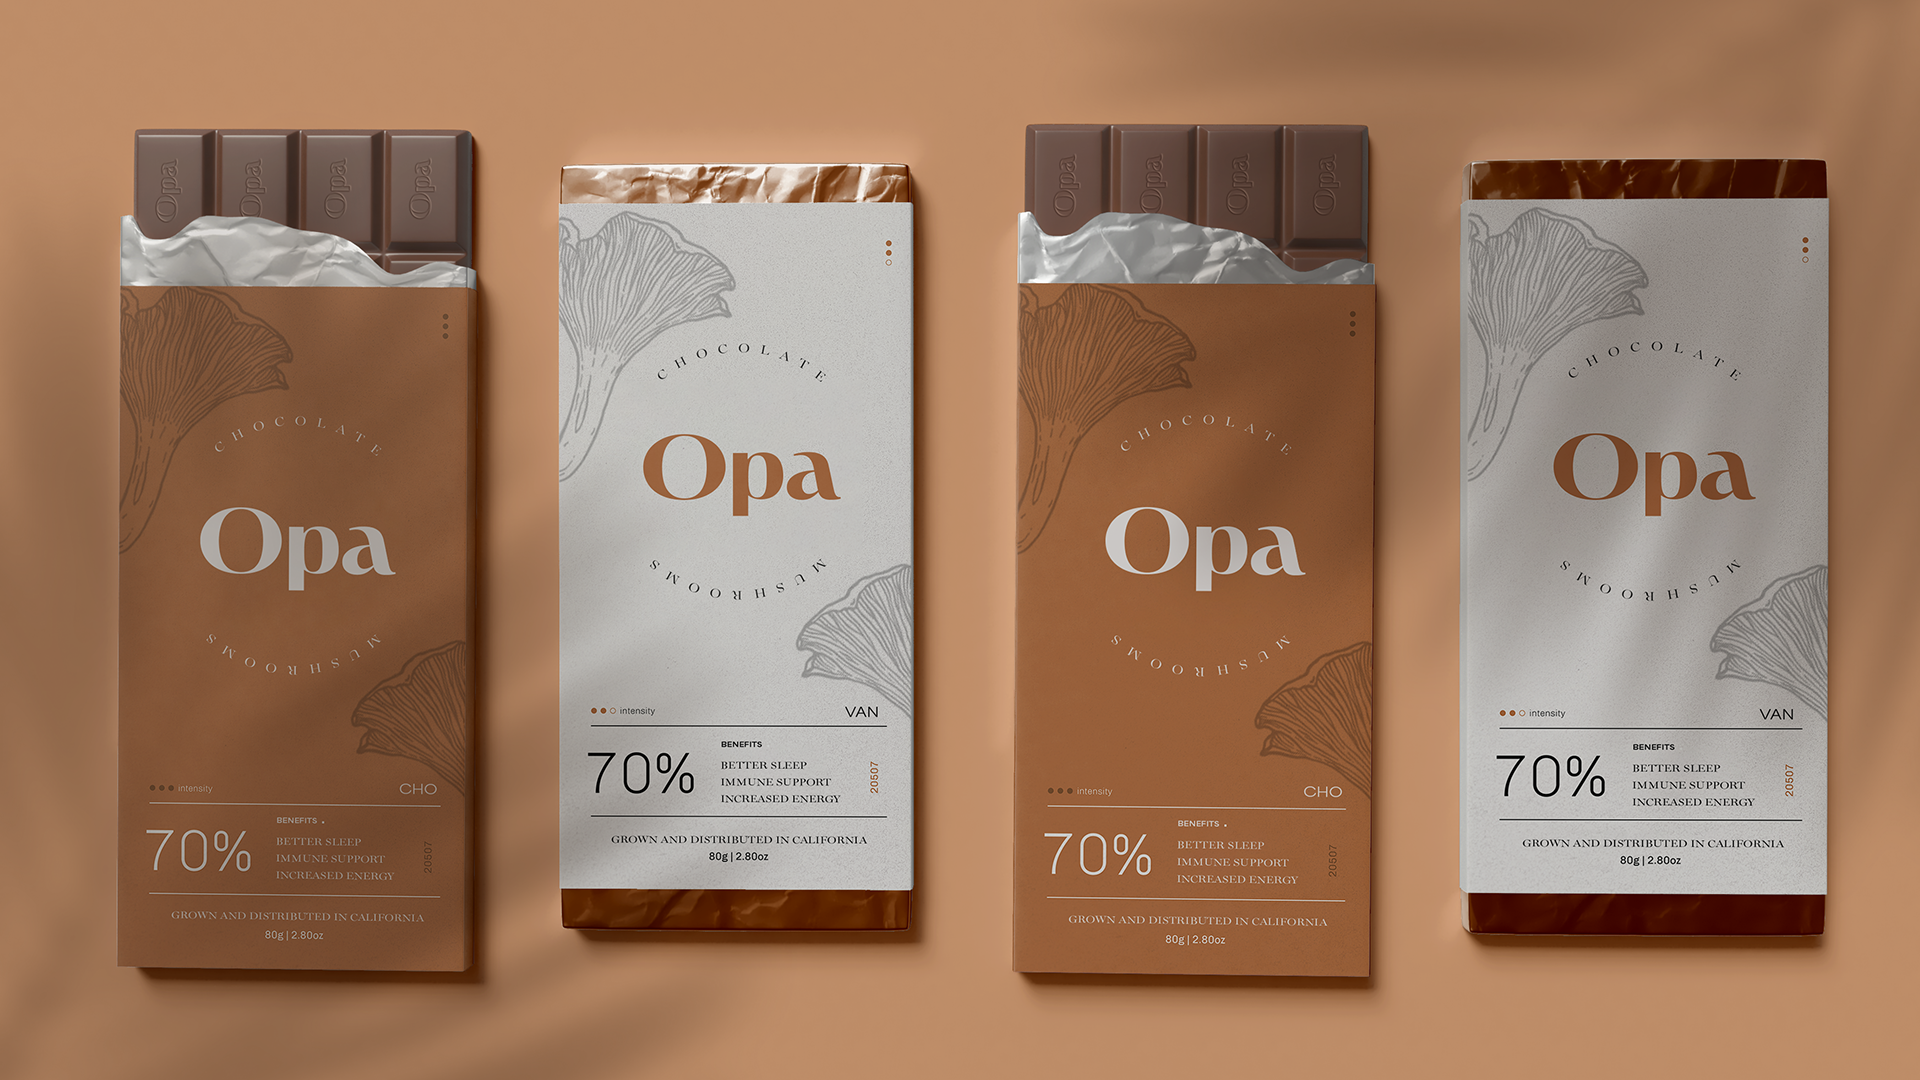 Opa
Opa
Opa
Opa
CHOCOLATE
Opa
MUSHROOMS
intensity
CHO
70%
BENEFITS
BETTER SLEEP
IMMUNE SUPPORT
INCREASED ENERGY
20507
GROWN AND DISTRIBUTED IN CALIFORNIA
80g | 2.80oz
CHOCOLATE
Opa
MUSHROOMS
intensity
VAN
70%
BENEFITS
BETTER SLEEP
IMMUNE SUPPORT
INCREASED ENERGY
20507
GROWN AND DISTRIBUTED IN CALIFORNIA
80g | 2.80oz
Opa
Opa
Opa
Opa
CHOCOLATE
Opa
MUSHROOMS
intensity
CHO
70%
BENEFITS
BETTER SLEEP
IMMUNE SUPPORT
INCREASED ENERGY
20507
GROWN AND DISTRIBUTED IN CALIFORNIA
80g | 2.80oz
CHOCOLATE
Opa
MUSHROOMS
intensity
VAN
70%
BENEFITS
BETTER SLEEP
IMMUNE SUPPORT
INCREASED ENERGY
20507
GROWN AND DISTRIBUTED IN CALIFORNIA
80g | 2.80oz